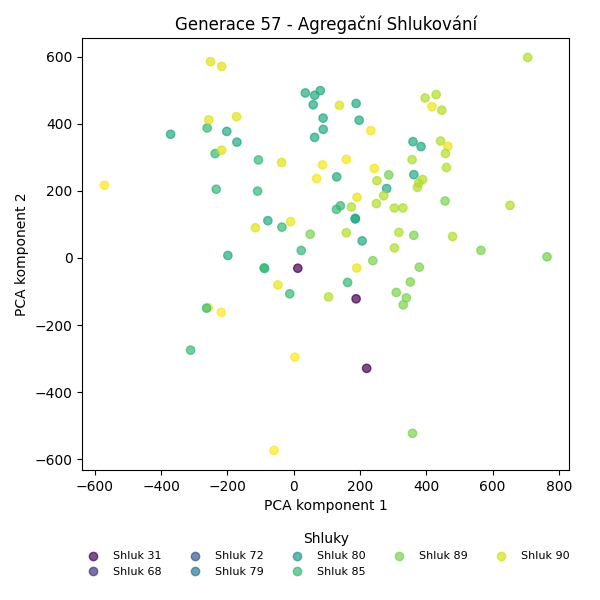 Generace 57 - Agregační Shlukování
PCA komponent 2
600
400
200
0
−200
−400
−600
−600 −400 −200 0 200 400 600 800
PCA komponent 1
Shluky
Shluk 31 Shluk 72 Shluk 80 Shluk 89 Shluk 90
Shluk 68 Shluk 79 Shluk 85